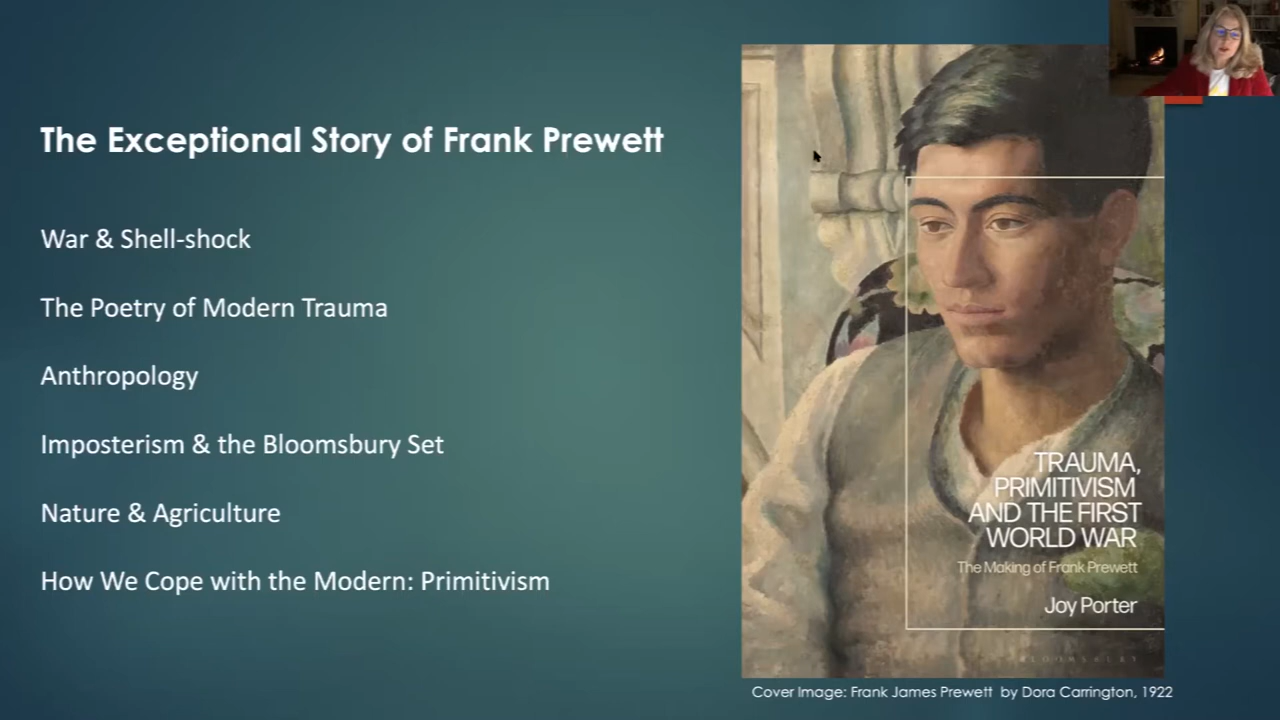 The Exceptional Story of Frank Prewett
War & Shell-shock
The Poetry of Modern Trauma
Anthropology
Imposterism & the Bloomsbury Set
Nature & Agriculture
How We Cope with the Modern: Primitivism
TRAUMA,
PRIMITIVISM
AND THE FIRST
WORLD WAR
The Making of Frank Prewett
Joy Porter
BLOOMSBURY
Cover Image: Frank James Prewett by Dora Carrington, 1922